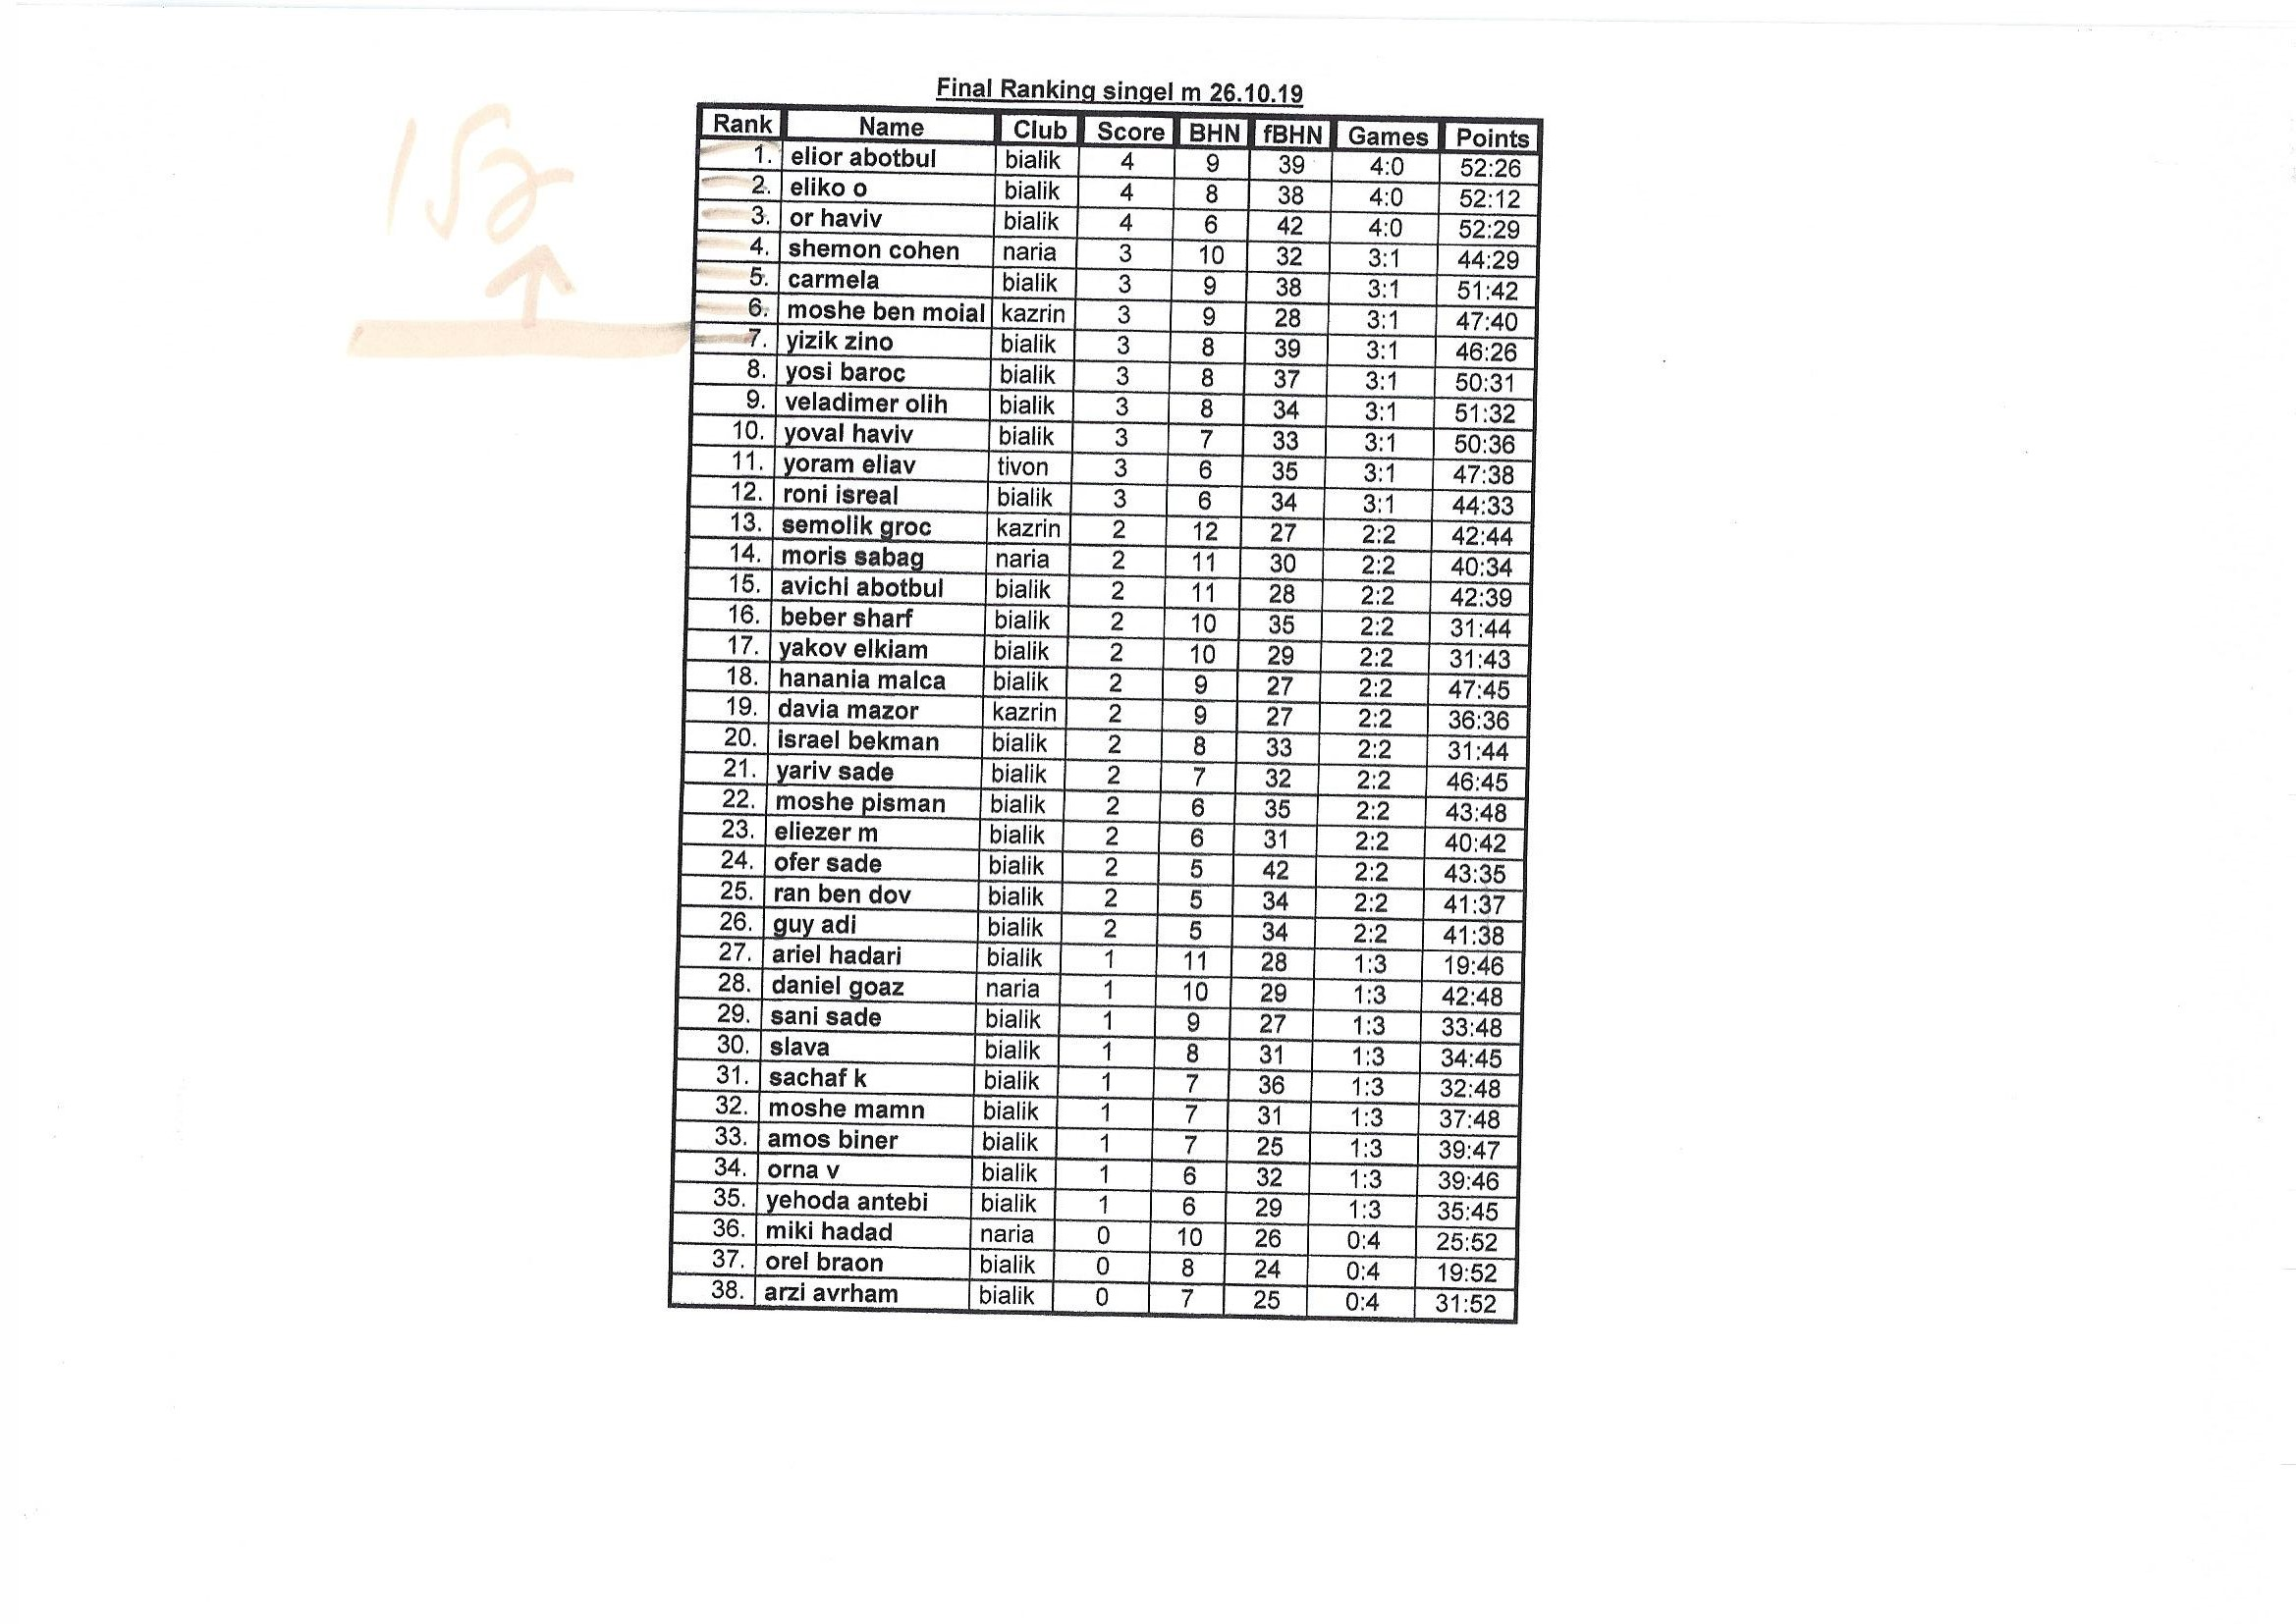 Final Ranking singel m 26.10.19
Rank Name Club Score BHN fBHN Games Points
1. elior abotbul bialik 4 9 39 4:0 52:26
2. eliko o bialik 4 8 38 4:0 52:12
3. or haviv bialik 4 6 42 4:0 52:29
4. shemon cohen naria 3 10 32 3:1 44:29
5. carmela bialik 3 9 38 3:1 51:42
6. moshe ben moial kazrin 3 9 28 3:1 47:40
7. yizik zino bialik 3 8 39 3:1 46:26
8. yosi baroc bialik 3 8 37 3:1 50:31
9. veladimer olih bialik 3 8 34 3:1 51:32
10. yoval haviv bialik 3 7 33 3:1 50:36
11. yoram eliav tivon 3 6 35 3:1 47:38
12. roni isreal bialik 3 6 34 3:1 44:33
13. semolik groc kazrin 2 12 27 2:2 42:44
14. moris sabag naria 2 11 30 2:2 40:34
15. avichi abotbul bialik 2 11 28 2:2 42:39
16. beber sharf bialik 2 10 35 2:2 31:44
17. yakov elkiam bialik 2 10 29 2:2 31:43
18. hanania malca bialik 2 9 27 2:2 47:45
19. davia mazor kazrin 2 9 27 2:2 36:36
20. israel bekman bialik 2 8 33 2:2 31:44
21. yariv sade bialik 2 7 32 2:2 46:45
22. moshe pisman bialik 2 6 35 2:2 43:48
23. eliezer m bialik 2 6 31 2:2 40:42
24. ofer sade bialik 2 5 42 2:2 43:35
25. ran ben dov bialik 2 5 34 2:2 41:37
26. guy adi bialik 2 5 34 2:2 41:38
27. ariel hadari bialik 1 11 28 1:3 19:46
28. daniel goaz naria 1 10 29 1:3 42:48
29. sani sade bialik 1 9 27 1:3 33:48
30. slava bialik 1 8 31 1:3 34:45
31. sachaf k bialik 1 7 36 1:3 32:48
32. moshe mamn bialik 1 7 31 1:3 37:48
33. amos biner bialik 1 7 25 1:3 39:47
34. orna v bialik 1 6 32 1:3 39:46
35. yehoda antebi bialik 1 6 29 1:3 35:45
36. miki hadad naria 0 10 26 0:4 25:52
37. orel braon bialik 0 8 24 0:4 19:52
38. arzi avrham bialik 0 7 25 0:4 31:52